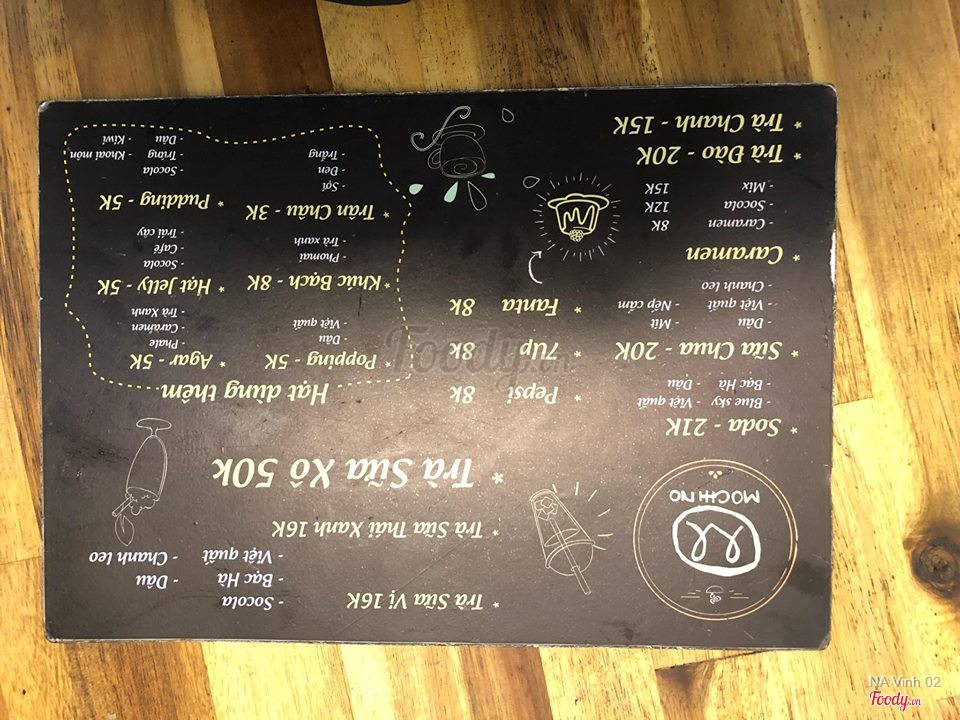 MOCHI NO
* Trà Sữa Vị 16K
- Socola
- Bạc Hà - Dâu
- Việt quất - Chanh leo
* Trà Sữa Thái Xanh 16K
* Trà Sữa Xô 50k
* Soda - 21K
- Blue sky - Việt quất
- Bạc Hà - Dâu
* Sữa Chua - 20K
- Dâu - Mít
- Việt quất - Nếp cẩm
- Chanh leo
* Caramen
- Caramen 8K
- Socola 12K
- Mix 15K
* Trà Đào - 20K
* Trà Chanh - 15K
* Pepsi 8k
* 7Up 8k
* Fanta 8k
Hạt dùng thêm
* Popping - 5K
- Dâu
- Việt quất
* Khúc Bạch - 8K
- Phomai
- Trà xanh
* Trân Châu - 3K
- Sợi
- Đen
- Trắng
* Agar - 5K
- Phate
- Caramen
- Trà Xanh
* Hạt Jelly - 5K
- Socola
- Café
- Trái cây
* Pudding - 5K
- Socola
- Trứng - Khoai môn
- Dâu - Kiwi
Foody.vn
NA Vinh 02
Foody.vn